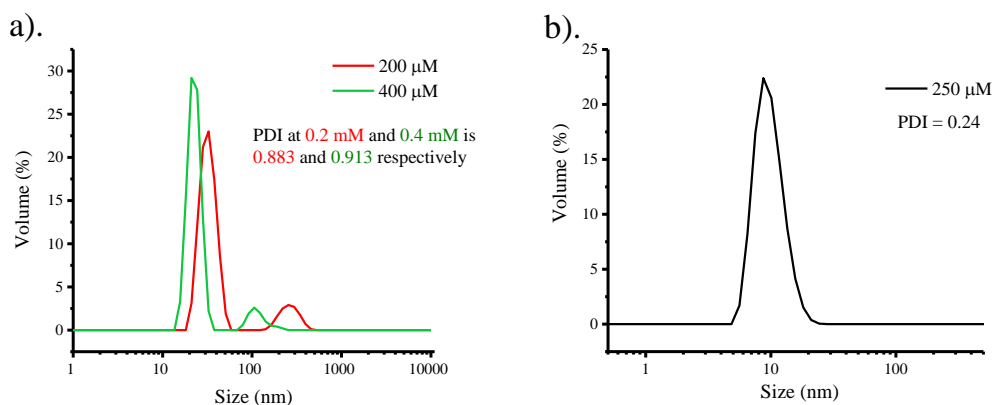 a).
200 μM
400 μM
PDI at 0.2 mM and 0.4 mM is
0.883 and 0.913 respectively
Volume (%)
30
25
20
15
10
5
0
1 10 100 1000 10000
Size (nm)
b).
250 μM
PDI = 0.24
Volume (%)
25
20
15
10
5
0
1 10 100
Size (nm)